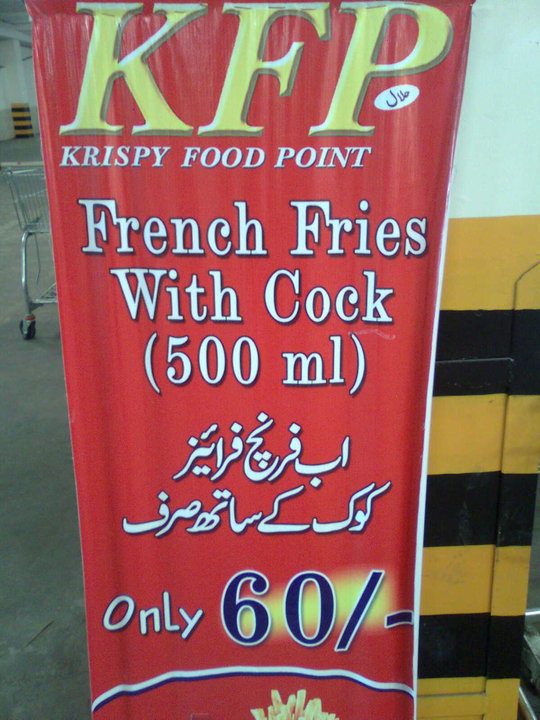 KFP
حلال
KRISPY FOOD POINT
French Fries
With Cock
(500 ml)
اب فرنچ فرائیز
کوک کے ساتھ صرف
Only 60/-